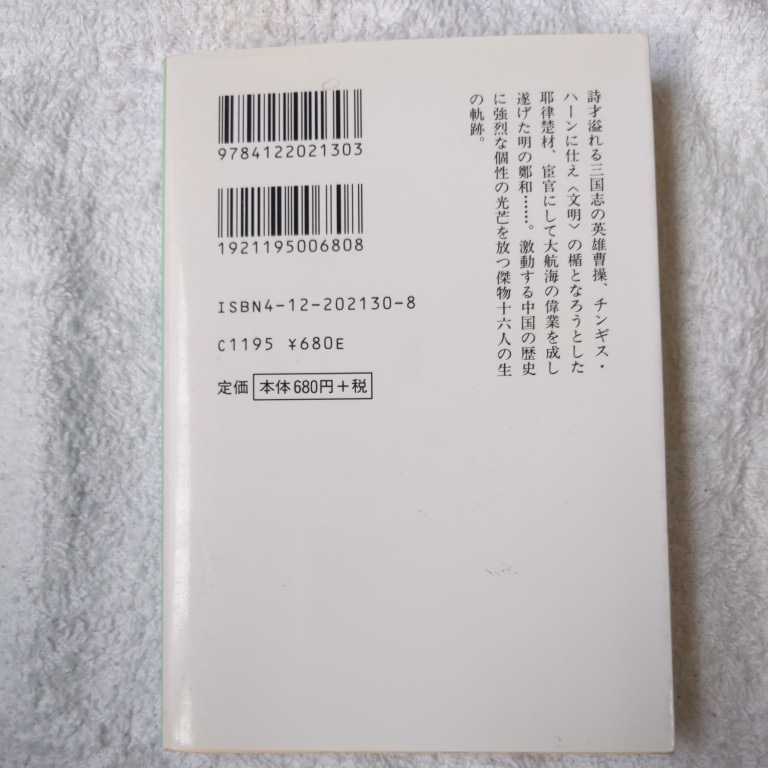 詩才溢れる三国志の英雄曹操、チンギス・
ハーンに仕え〈文明〉の楯となろうとした
耶律楚材、宦官にして大航海の偉業を成し
遂げた明の鄭和……。激動する中国の歴史
に強烈な個性の光芒を放つ傑物十六人の生
の軌跡。
9784122021303
1921195006808
ISBN4-12-202130-8
C1195 ¥680E
定価 本体680円+税